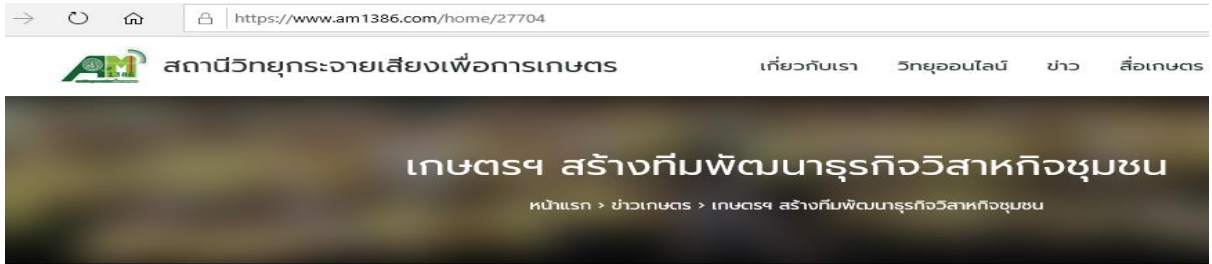 https://www.am1386.com/home/27704
AM 1386 สถานีวิทยุกระจายเสียงเพื่อการเกษตร เกี่ยวกับเรา วิทยุออนไลน์ ข่าว สื่อเกษตร
เกษตรฯ สร้างทีมพัฒนาธุรกิจวิสาหกิจชุมชน
หน้าแรก > ข่าวเกษตร > เกษตรฯ สร้างทีมพัฒนาธุรกิจวิสาหกิจชุมชน